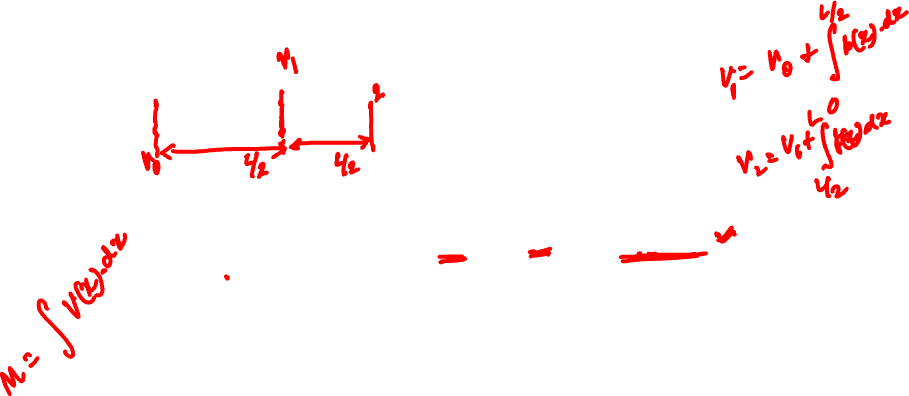 V₁ = V₀ + ∫₀^{L/2} b(x)·dx
V₁
2
V₀
L/2
L/2
V₂ = V₁ + ∫_{L/2}^{L} b(x)dx
M = ∫ V(x)·dx